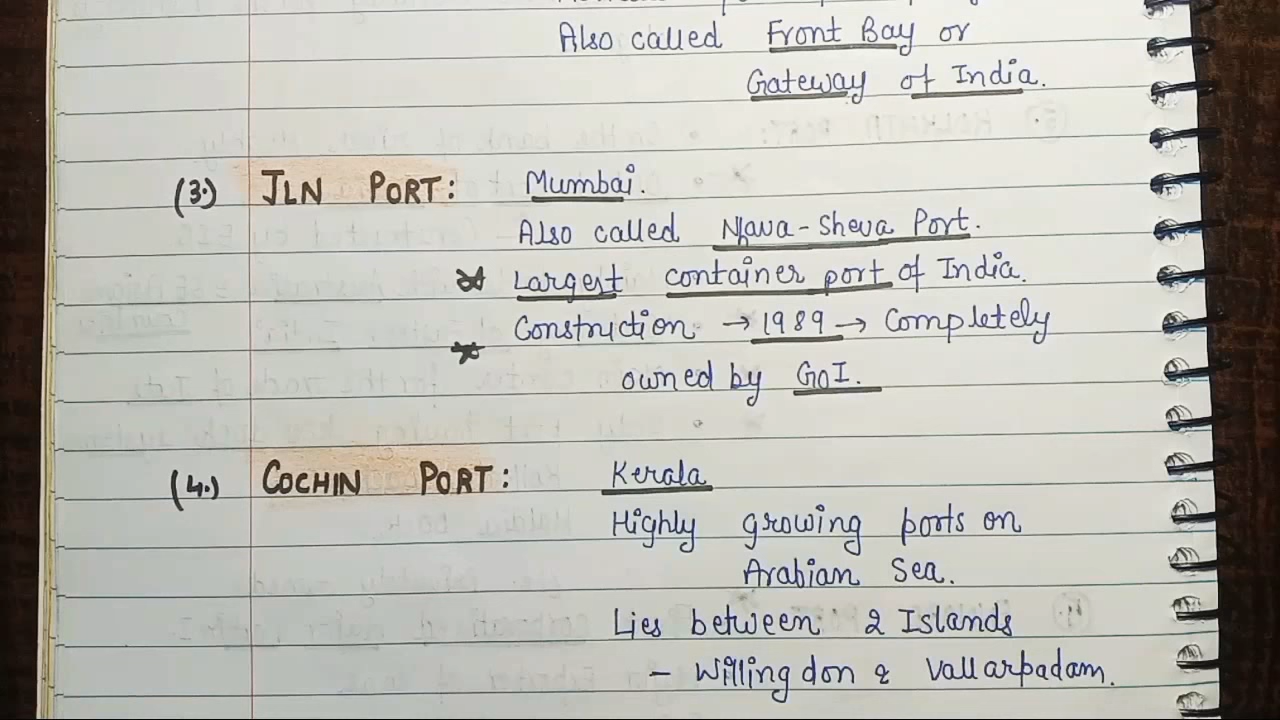 Also called Front Bay or
Gateway of India.
(3.) JLN PORT: Mumbai.
Also called Nhava-Sheva Port.
Largest container port of India.
Constriction → 1989 → Completely
owned by GoI.
(4.) COCHIN PORT: Kerala
Highly growing ports on
Arabian Sea.
Lies between 2 Islands
- Willingdon & Vallarpadam.